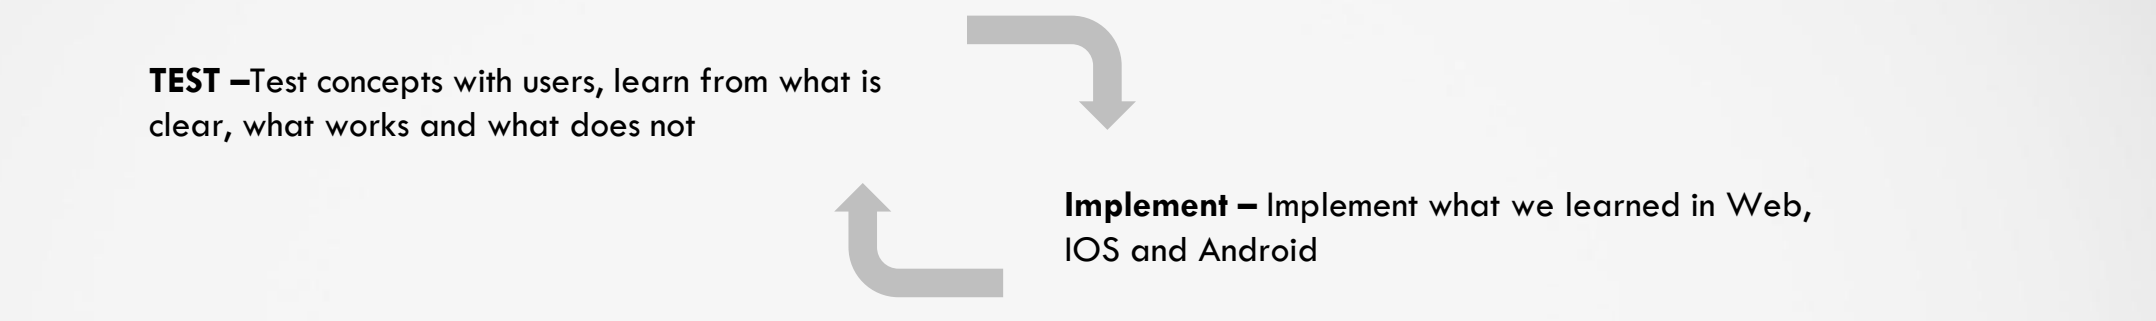 TEST –Test concepts with users, learn from what is
clear, what works and what does not
Implement – Implement what we learned in Web,
IOS and Android